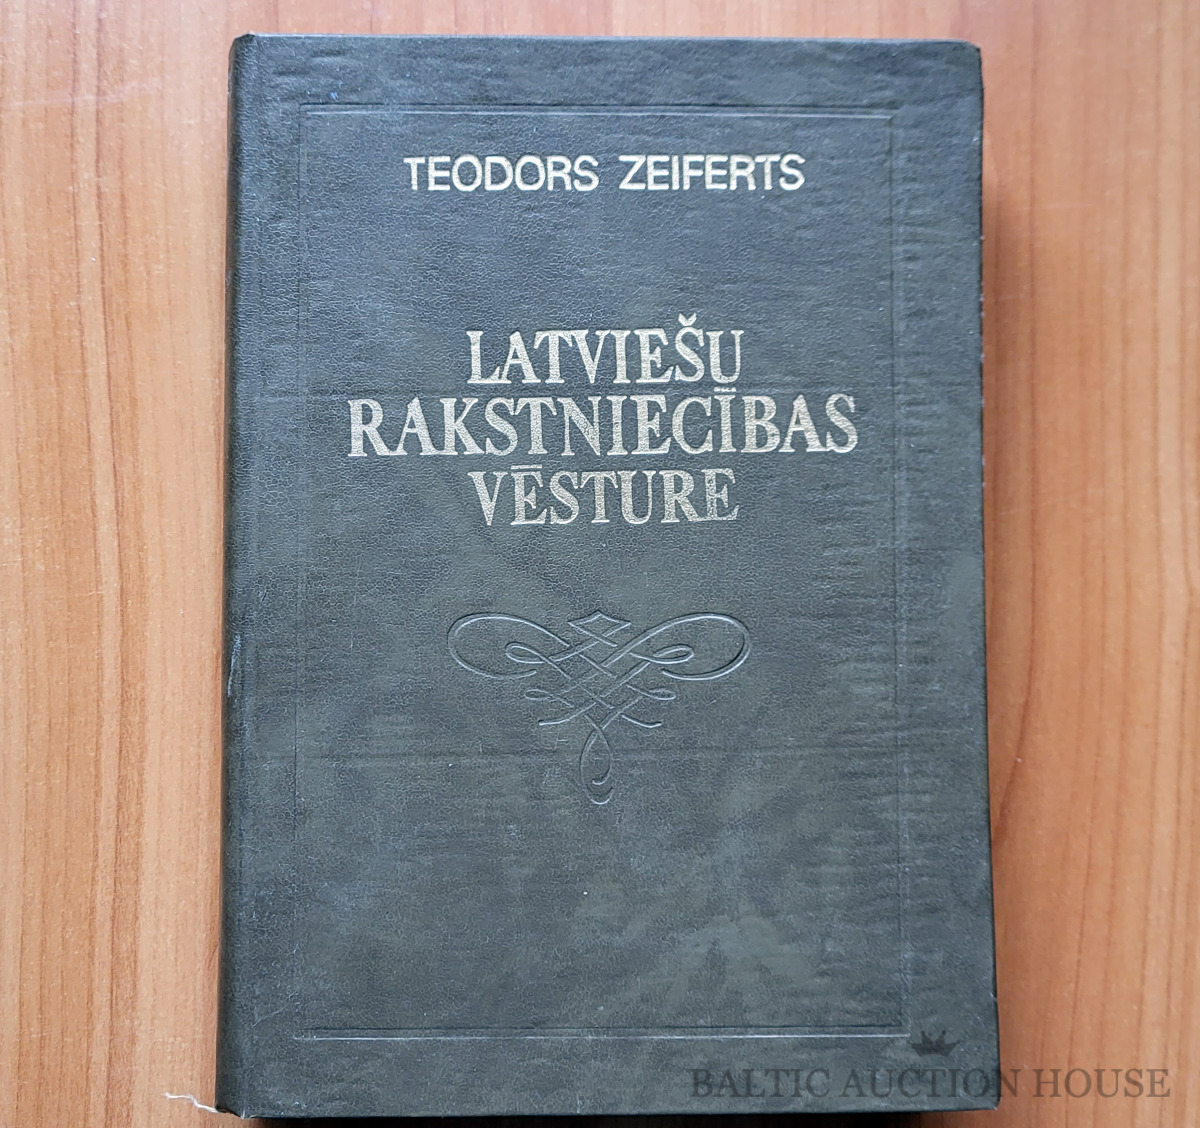 TEODORS ZEIFERTS
LATVIEŠU
RAKSTNIECĪBAS
VĒSTURE
BALTIC AUCTION HOUSE